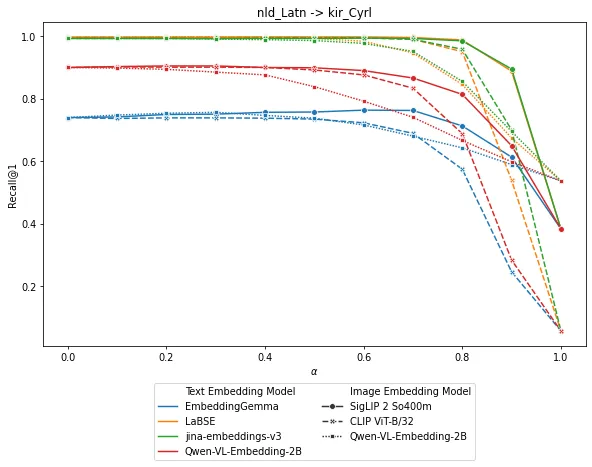 nld_Latn -> kir_Cyrl
Recall@1
1.0
0.8
0.6
0.4
0.2
0.0 0.2 0.4 0.6 0.8 1.0
α
Text Embedding Model Image Embedding Model
EmbeddingGemma SigLIP 2 So400m
LaBSE CLIP ViT-B/32
jina-embeddings-v3 Qwen-VL-Embedding-2B
Qwen-VL-Embedding-2B